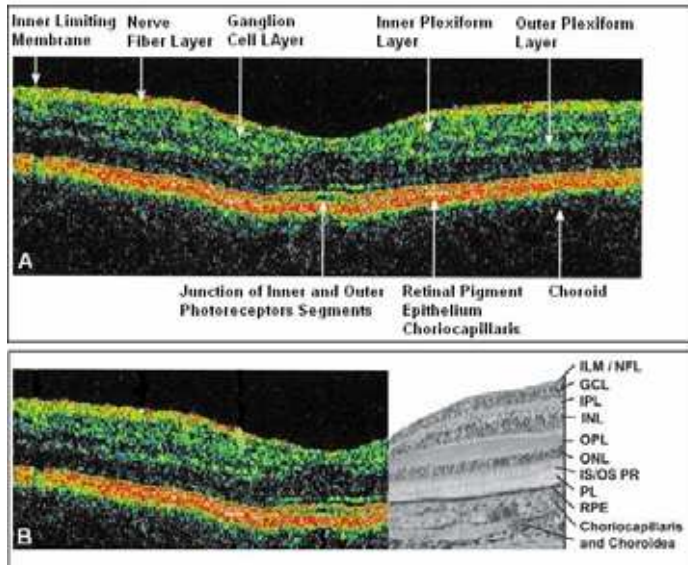 Inner Limiting
Membrane
Nerve
Fiber Layer
Ganglion
Cell LAyer
Inner Plexiform
Layer
Outer Plexiform
Layer
A
Junction of Inner and Outer
Photoreceptors Segments
Retinal Pigment
Epithelium
Choriocapillaris
Choroid
B
ILM / NFL
GCL
IPL
INL
OPL
ONL
IS/OS PR
PL
RPE
Choriocapillaris
and Choroidea